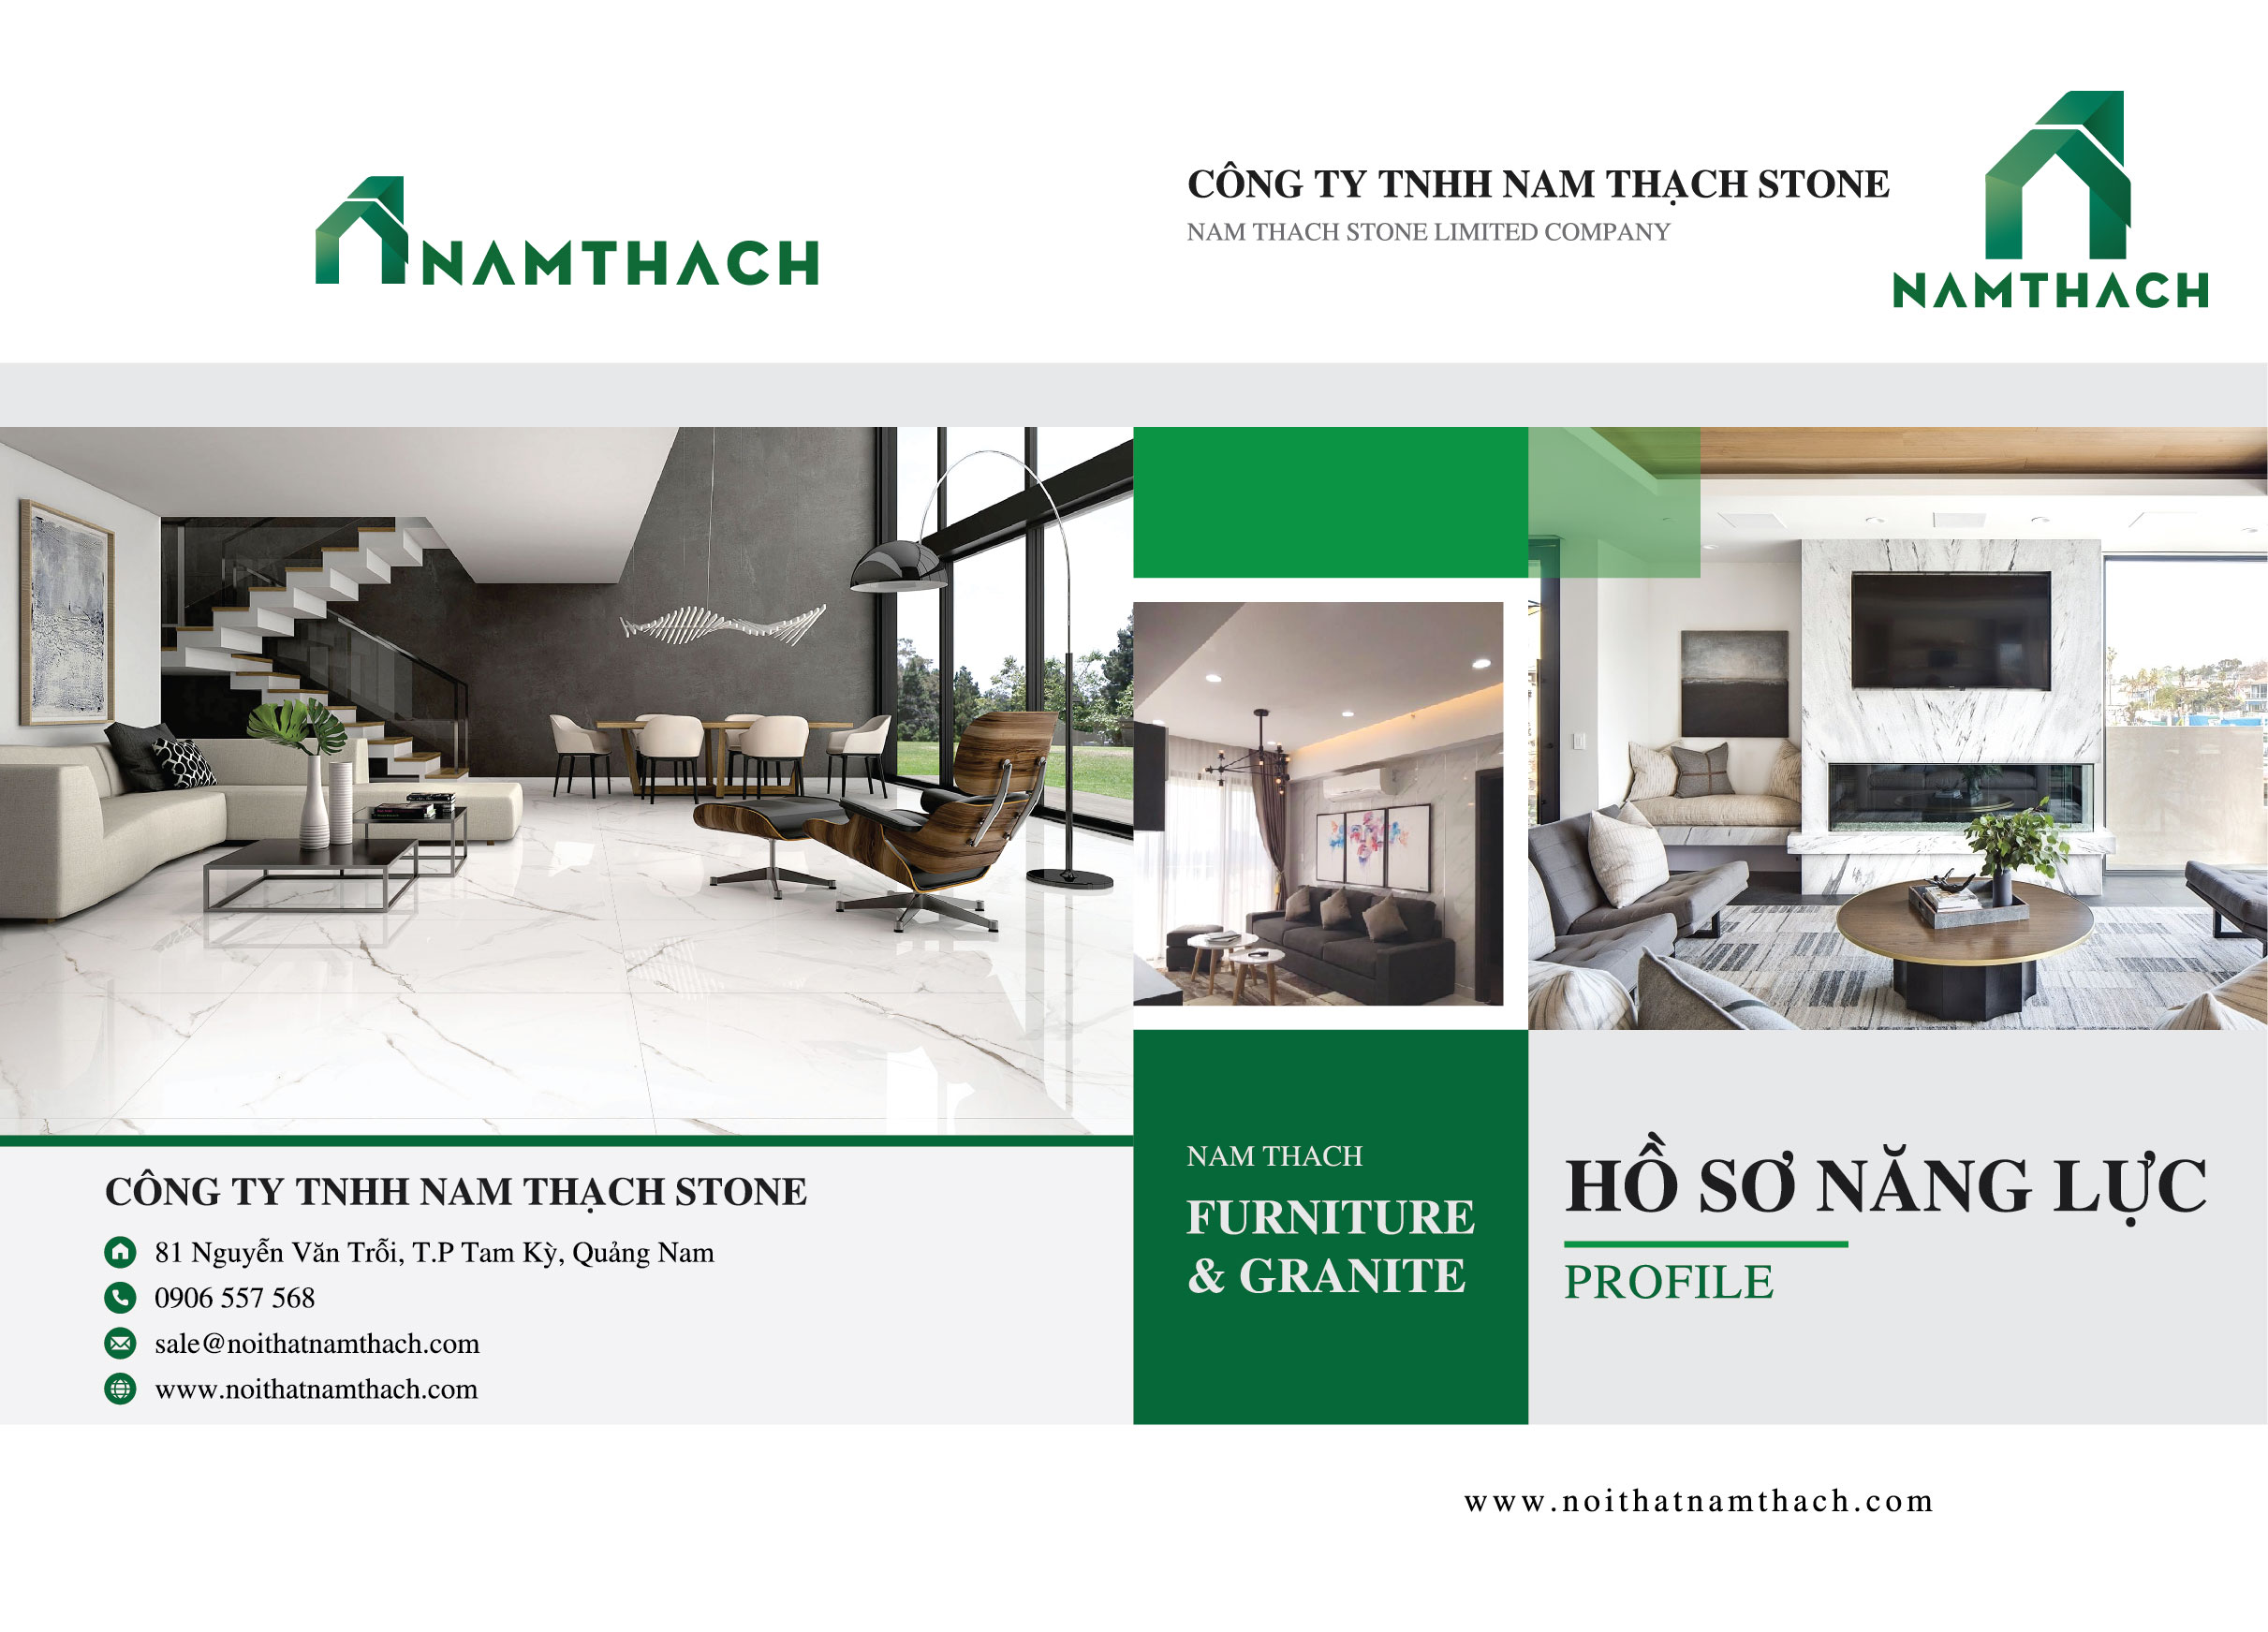 NAMTHACH
CÔNG TY TNHH NAM THẠCH STONE
81 Nguyễn Văn Trỗi, T.P Tam Kỳ, Quảng Nam
0906 557 568
sale@noithatnamthach.com
www.noithatnamthach.com
CÔNG TY TNHH NAM THẠCH STONE
NAM THACH STONE LIMITED COMPANY
NAMTHACH
NAM THACH
FURNITURE
& GRANITE
HỒ SƠ NĂNG LỰC
PROFILE
www.noithatnamthach.com